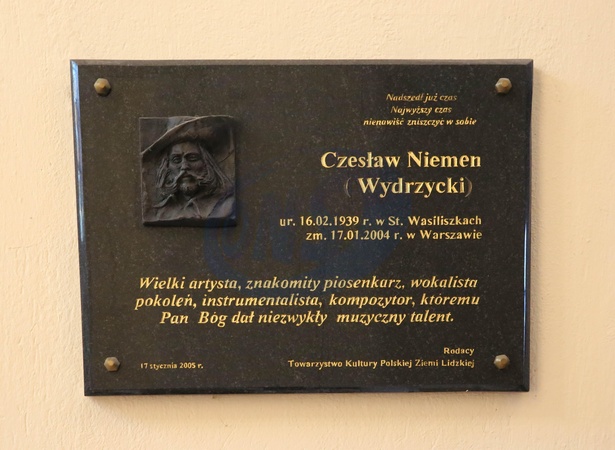 Nadszedł już czas
Najwyższy czas
nienawiść zniszczyć w sobie
Czesław Niemen
( Wydrzycki)
ur. 16.02.1939 r. w St. Wasiliszkach
zm. 17.01.2004 r. w Warszawie
Wielki artysta, znakomity piosenkarz, wokalista
pokoleń, instrumentalista, kompozytor, któremu
Pan Bóg dał niezwykły muzyczny talent.
Rodacy
17 stycznia 2005 r.
Towarzystwo Kultury Polskiej Ziemi Lidzkiej